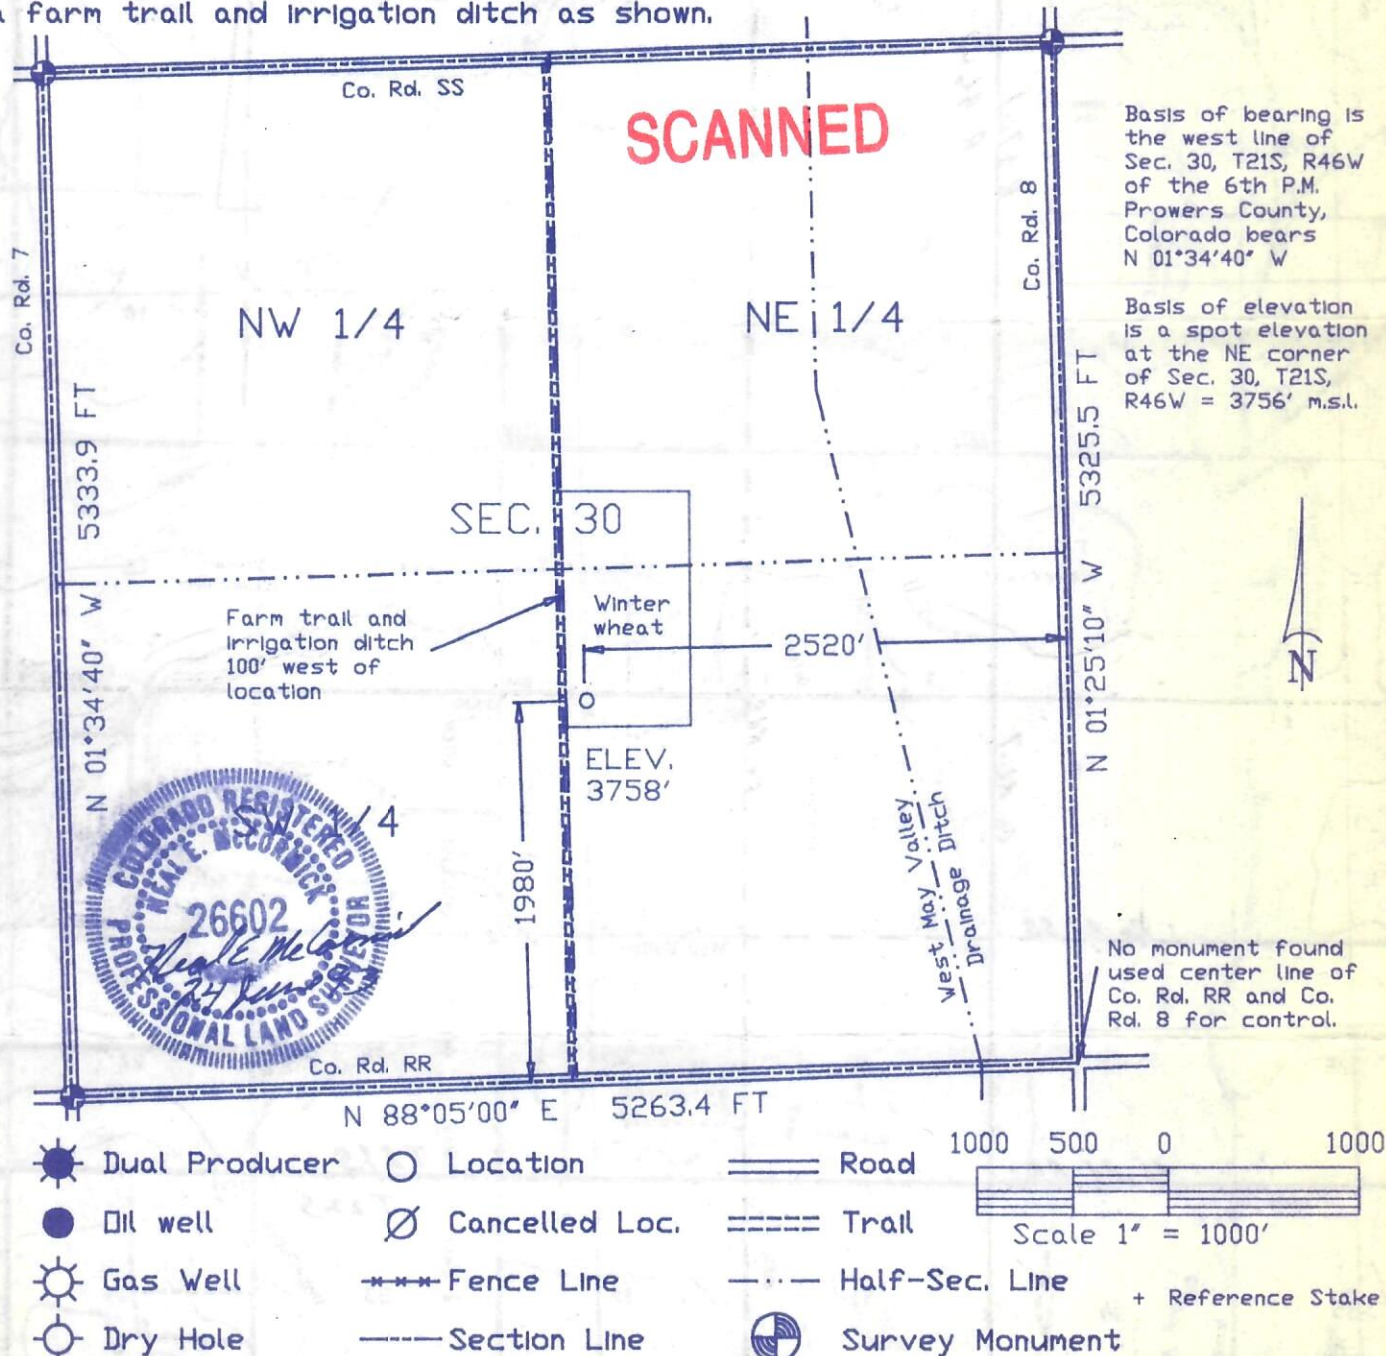 farm trail and irrigation ditch as shown.
Co. Rd. SS
SCANNED
Co. Rd. 7
NW 1/4
NE 1/4
Co. Rd. 8
Basis of bearing is
the west line of
Sec. 30, T21S, R46W
of the 6th P.M.
Prowers County,
Colorado bears
N 01°34'40" W
Basis of elevation
is a spot elevation
at the NE corner
of Sec. 30, T21S,
R46W = 3756' m.s.l.
N 01°34'40" W 5333.9 FT
N 01°25'10" W 5325.5 FT
SEC. 30
Farm trail and
irrigation ditch
100' west of
location
Winter
wheat
2520'
N
ELEV.
3758'
1980'
SW 1/4
COLORADO REGISTERED
NEAL E. McCORMICK
26602
Neal E McCormick
24 June
PROFESSIONAL LAND SURVEYOR
West May Valley
Drainage Ditch
No monument found
used center line of
Co. Rd. RR and Co.
Rd. 8 for control.
Co. Rd. RR
N 88°05'00" E 5263.4 FT
Dual Producer
Location
Road
1000 500 0 1000
Oil well
Cancelled Loc.
Trail
Scale 1" = 1000'
Gas Well
Fence Line
Half-Sec. Line
+ Reference Stake
Dry Hole
Section Line
Survey Monument